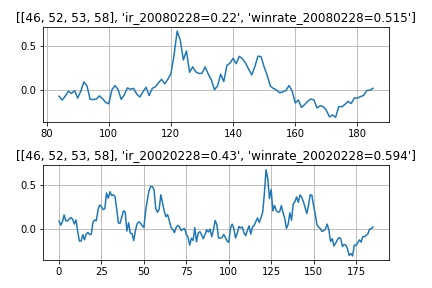 [[46, 52, 53, 58], 'ir_20080228=0.22', 'winrate_20080228=0.515']
0.5
0.0
80 100 120 140 160 180
[[46, 52, 53, 58], 'ir_20020228=0.43', 'winrate_20020228=0.594']
0.5
0.0
0 25 50 75 100 125 150 175